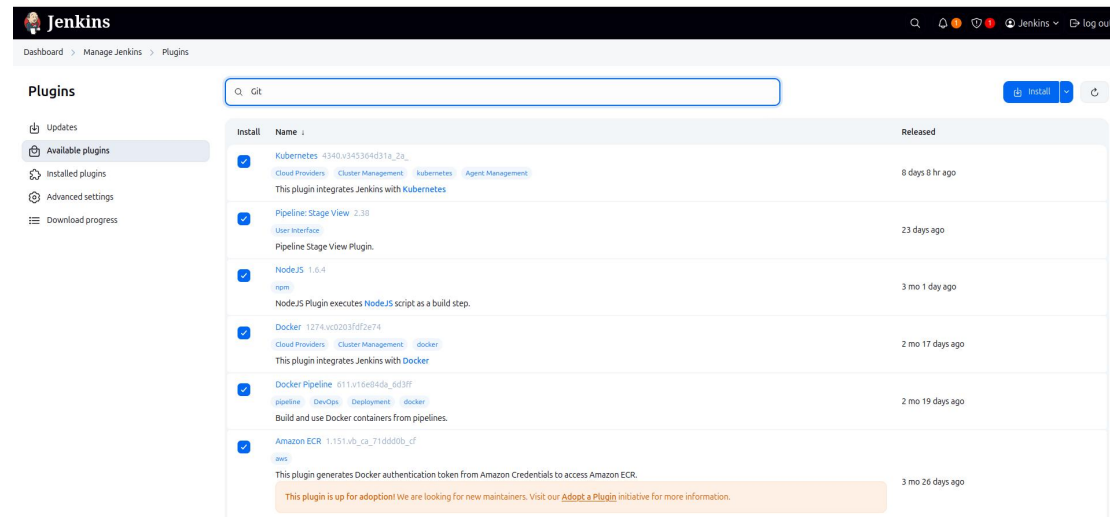 Jenkins
1
1
Jenkins
log out
Dashboard > Manage Jenkins > Plugins
Plugins
Git
Install
Updates
Available plugins
Installed plugins
Advanced settings
Download progress
Install Name ↓ Released
Kubernetes 4340.v345364d31a_2a_
Cloud Providers Cluster Management kubernetes Agent Management
This plugin integrates Jenkins with Kubernetes
8 days 8 hr ago
Pipeline: Stage View 2.38
User Interface
Pipeline Stage View Plugin.
23 days ago
NodeJS 1.6.4
npm
NodeJS Plugin executes NodeJS script as a build step.
3 mo 1 day ago
Docker 1274.vc0203fdf2e74
Cloud Providers Cluster Management docker
This plugin integrates Jenkins with Docker
2 mo 17 days ago
Docker Pipeline 611.v16e84da_6d3ff
pipeline DevOps Deployment docker
Build and use Docker containers from pipelines.
2 mo 19 days ago
Amazon ECR 1.151.vb_ca_71ddd0b_cf
aws
This plugin generates Docker authentication token from Amazon Credentials to access Amazon ECR.
This plugin is up for adoption! We are looking for new maintainers. Visit our Adopt a Plugin initiative for more information.
3 mo 26 days ago